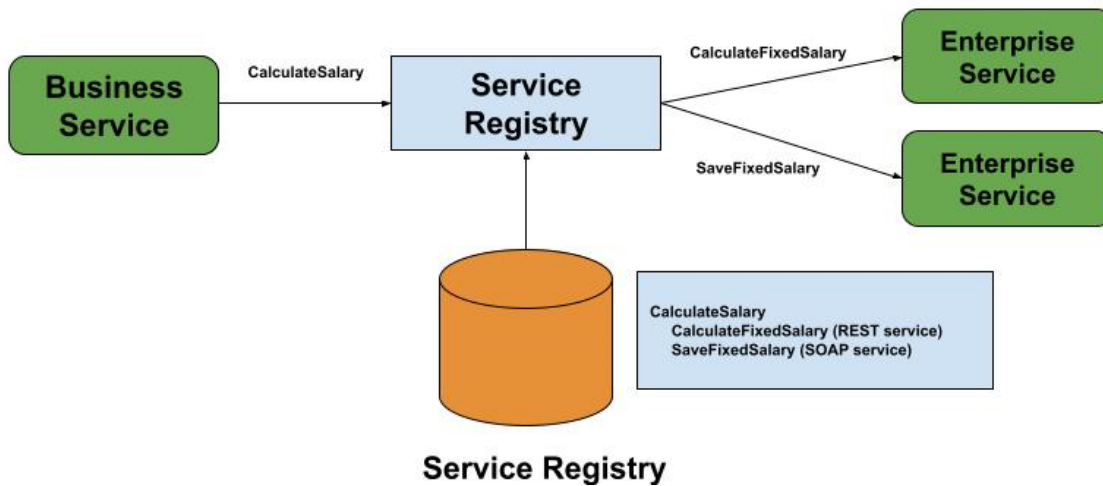 Business
Service
CalculateSalary
Service
Registry
CalculateFixedSalary
Enterprise
Service
SaveFixedSalary
Enterprise
Service
CalculateSalary
CalculateFixedSalary (REST service)
SaveFixedSalary (SOAP service)
Service Registry